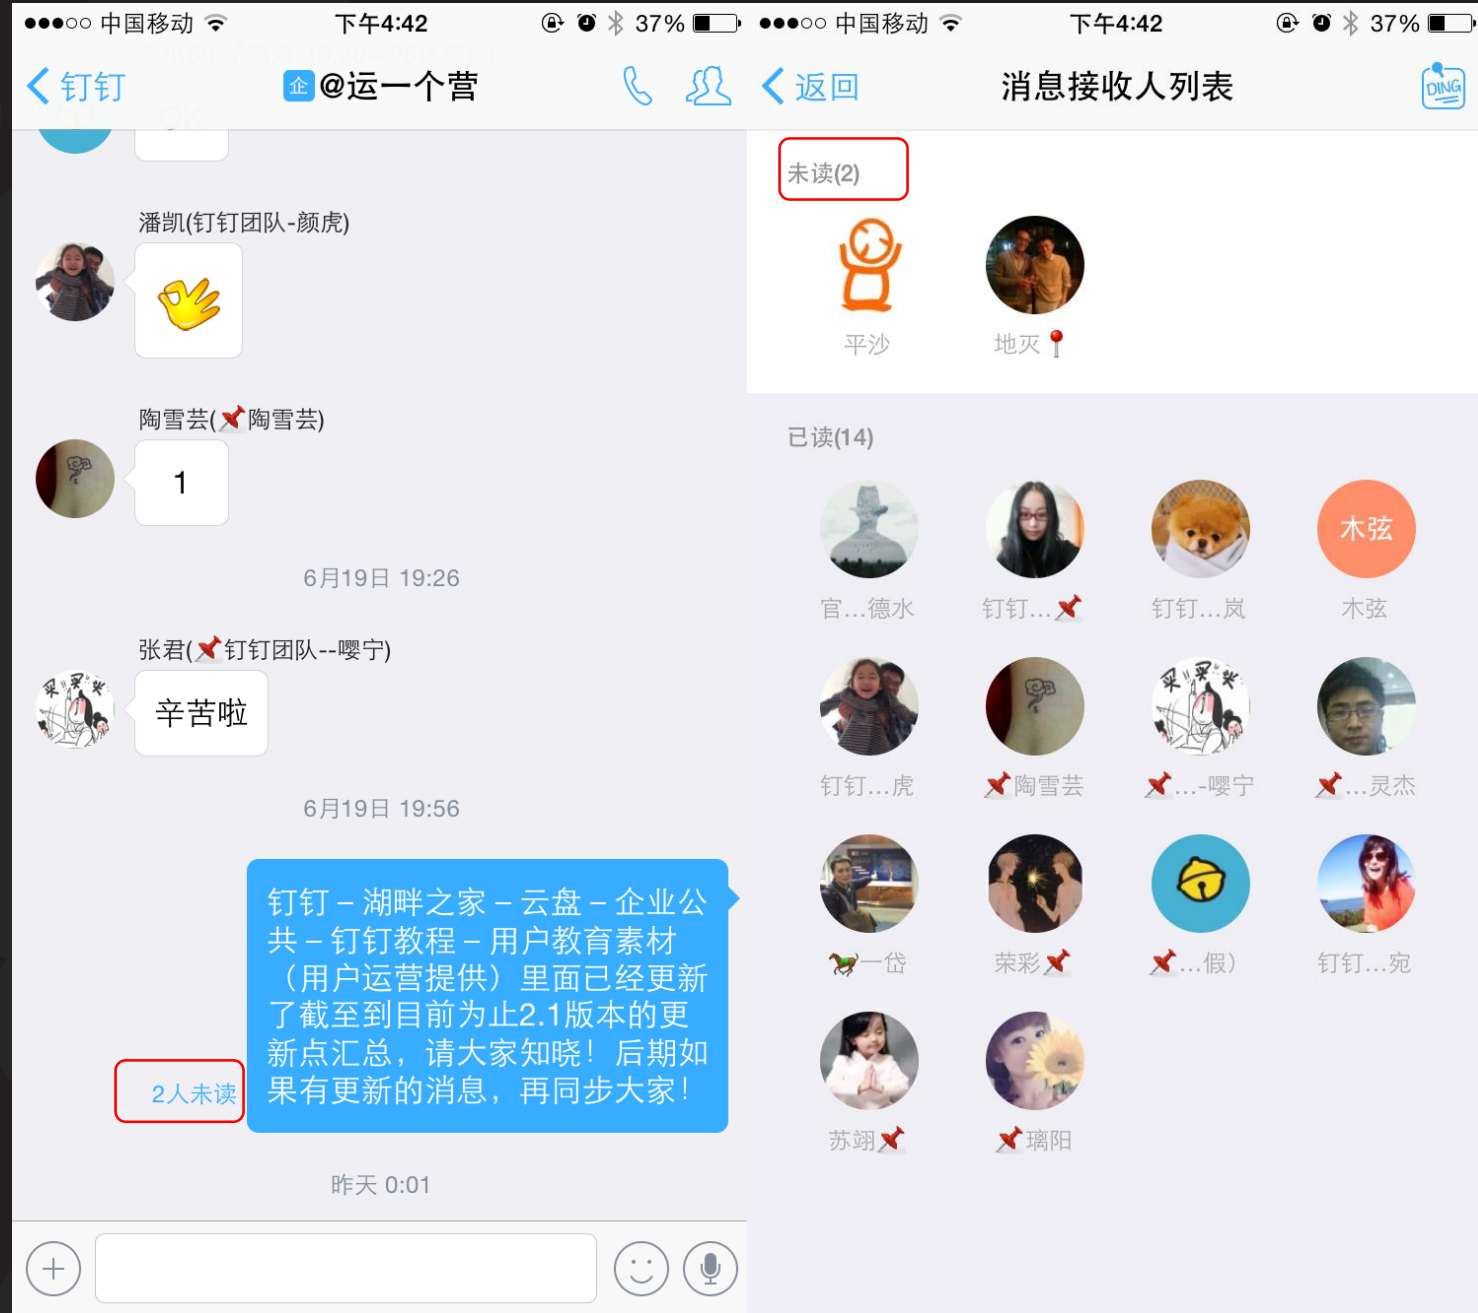 中国移动 下午4:42 37%
钉钉 企 @运一个营
OK
潘凯(钉钉团队-颜虎)
陶雪芸(陶雪芸)
1
6月19日 19:26
张君(钉钉团队--嘤宁)
辛苦啦
6月19日 19:56
钉钉 – 湖畔之家 – 云盘 – 企业公
共 – 钉钉教程 – 用户教育素材
（用户运营提供）里面已经更新
了截至到目前为止2.1版本的更
新点汇总，请大家知晓！后期如
果有更新的消息，再同步大家！
2人未读
昨天 0:01
中国移动 下午4:42 37%
返回 消息接收人列表 DING
未读(2)
平沙 地灭
已读(14)
木弦
官...德水 钉钉... 钉钉...岚 木弦
买买买
钉钉...虎 陶雪芸 ...-嘤宁 ...灵杰
一岱 荣彩 ...假） 钉钉...宛
苏翊 璃阳